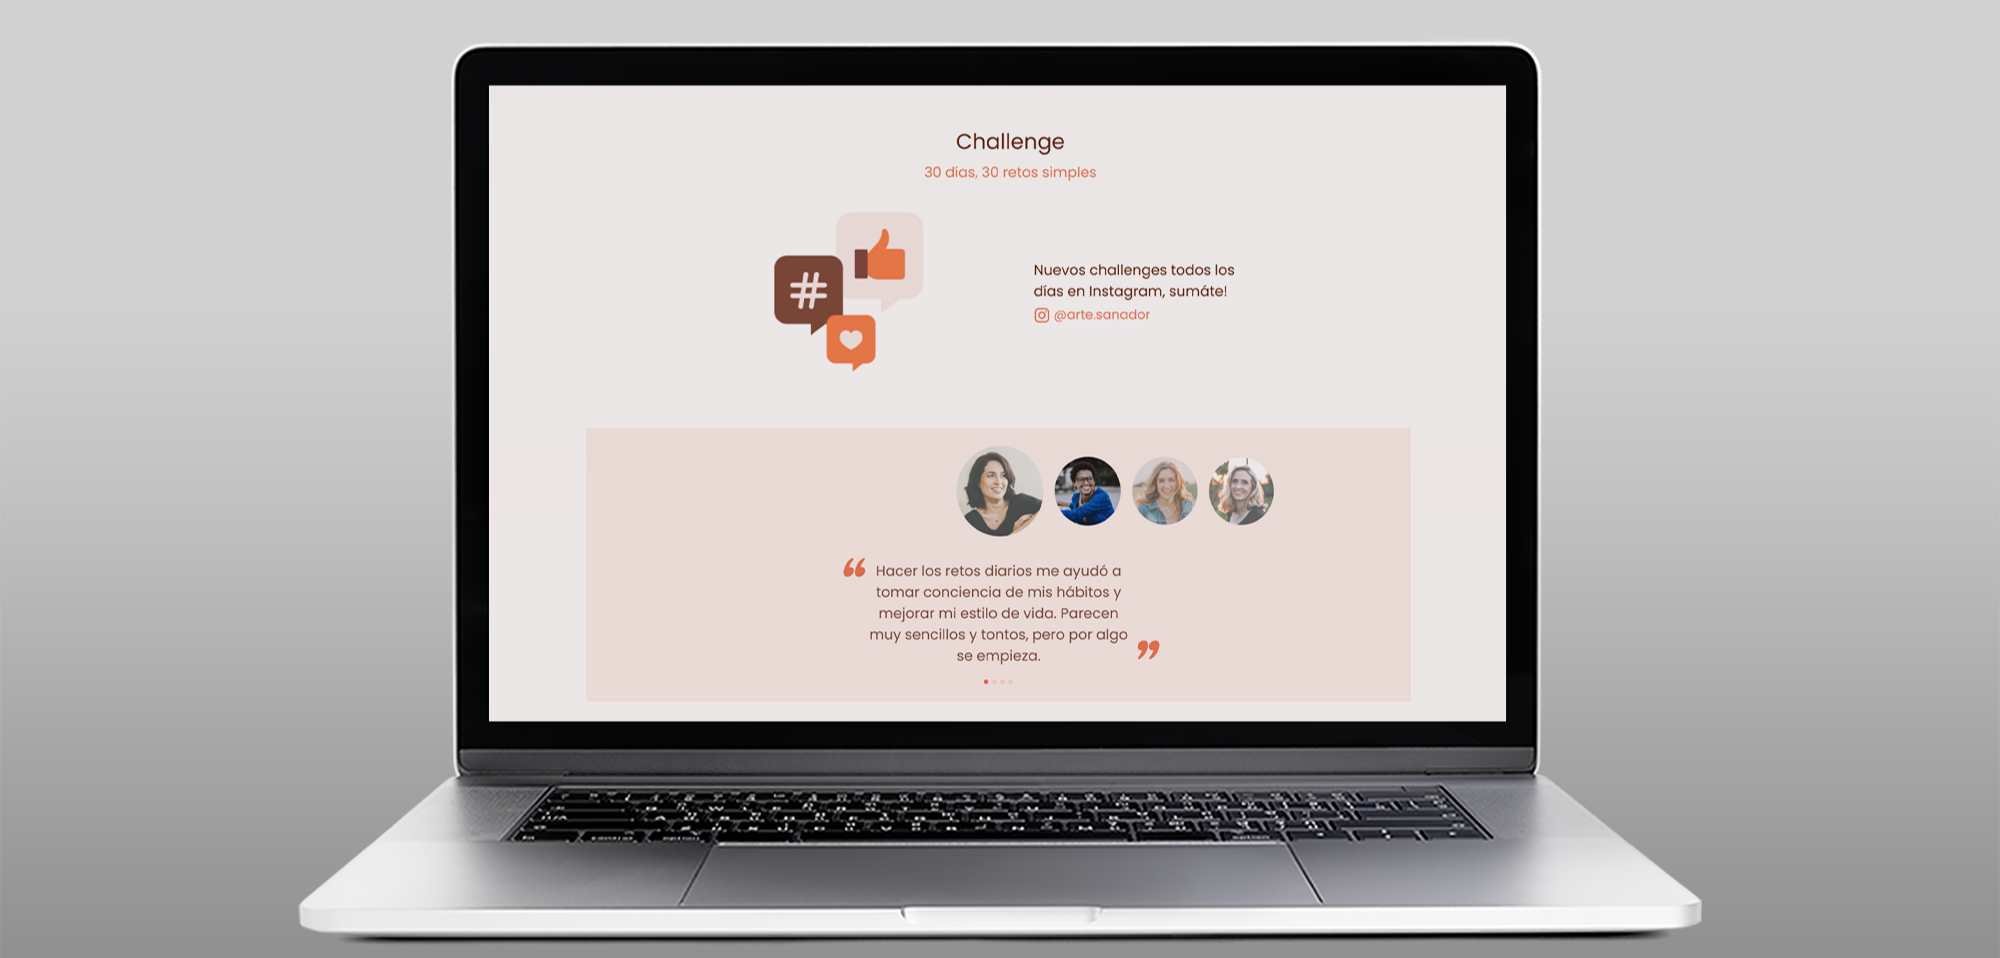 Challenge
30 días, 30 retos simples
#
Nuevos challenges todos los
días en Instagram, sumáte!
@arte.sanador
“ Hacer los retos diarios me ayudó a
tomar conciencia de mis hábitos y
mejorar mi estilo de vida. Parecen
muy sencillos y tontos, pero por algo
se empieza. ”